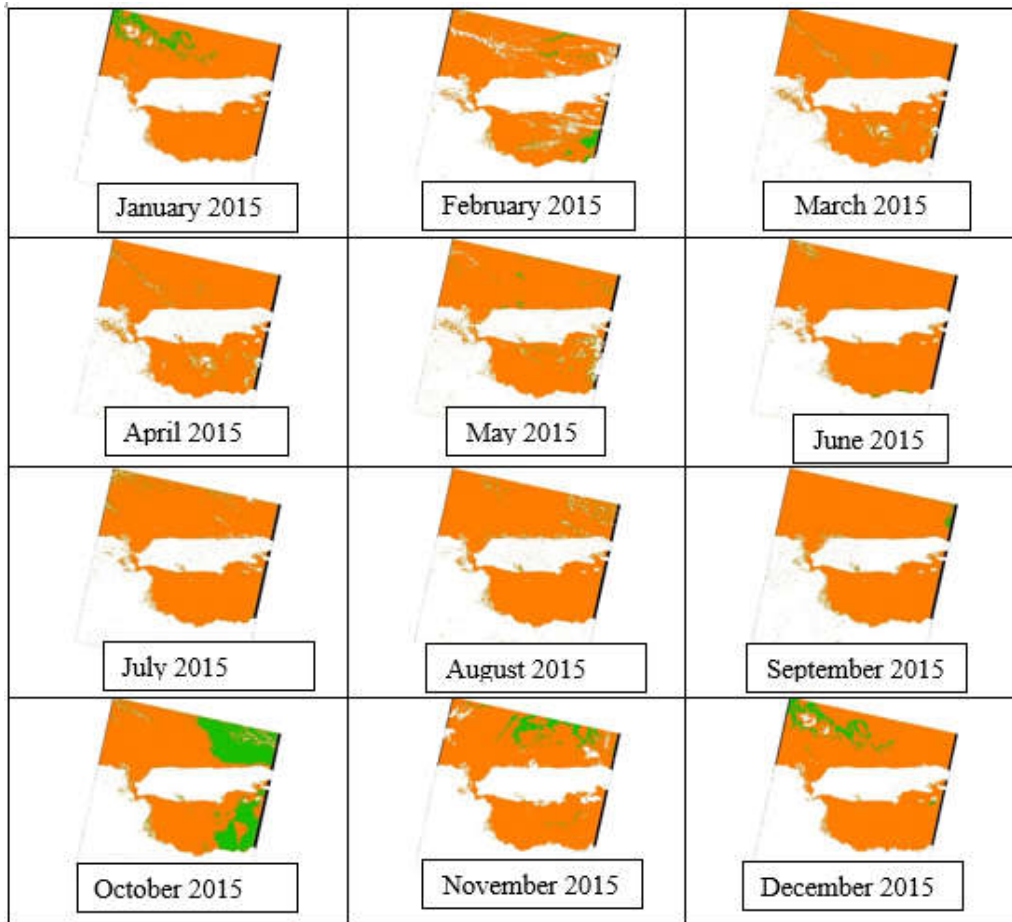 January 2015
February 2015
March 2015
April 2015
May 2015
June 2015
July 2015
August 2015
September 2015
October 2015
November 2015
December 2015